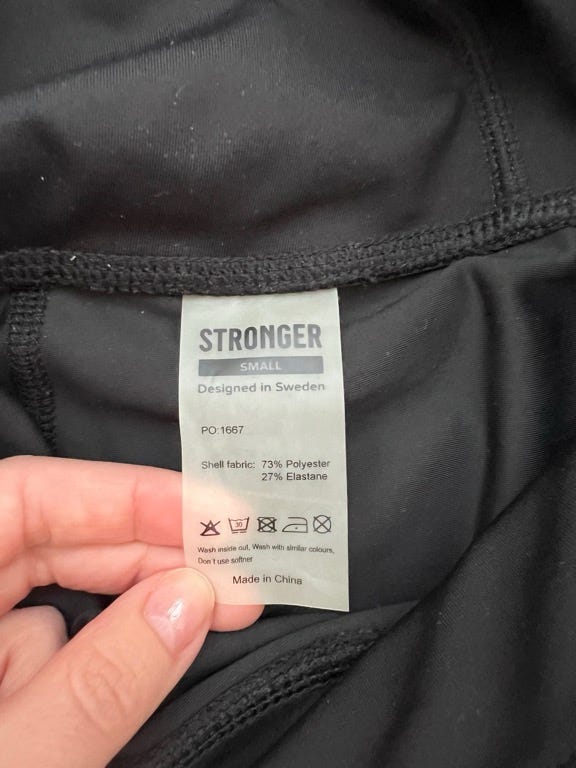 STRONGER
SMALL
Designed in Sweden
PO:1667
Shell fabric: 73% Polyester
27% Elastane
30
Wash inside out, Wash with similar colours,
Don't use softner
Made in China